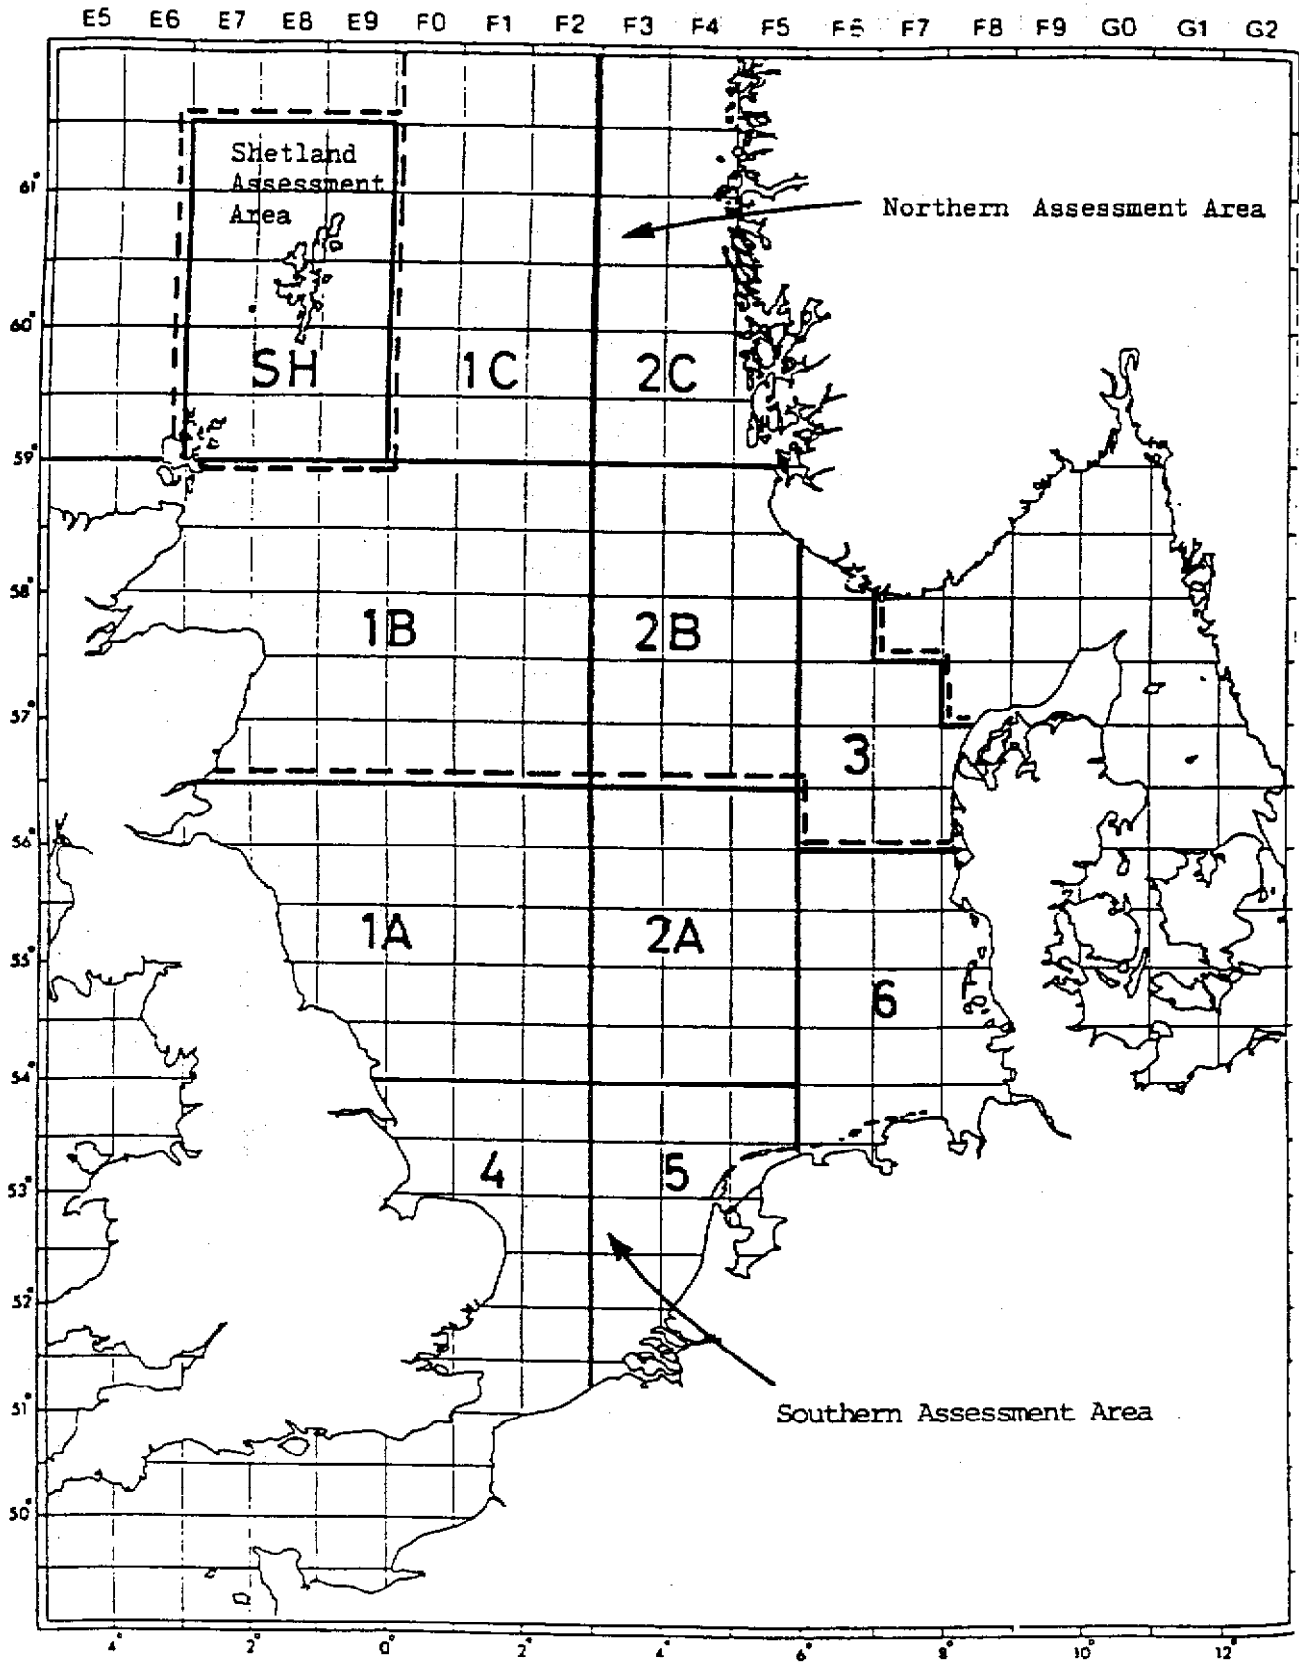 E5 E6 E7 E8 E9 F0 F1 F2 F3 F4 F5 F6 F7 F8 F9 G0 G1 G2
Shetland
Assessment
Area
61°
Northern Assessment Area
60°
SH 1C 2C
59°
58°
1B 2B
57°
3
56°
1A 2A
55°
6
54°
4 5
53°
52°
Southern Assessment Area
51°
50°
4° 2° 0° 2° 4° 6° 8° 10° 12°